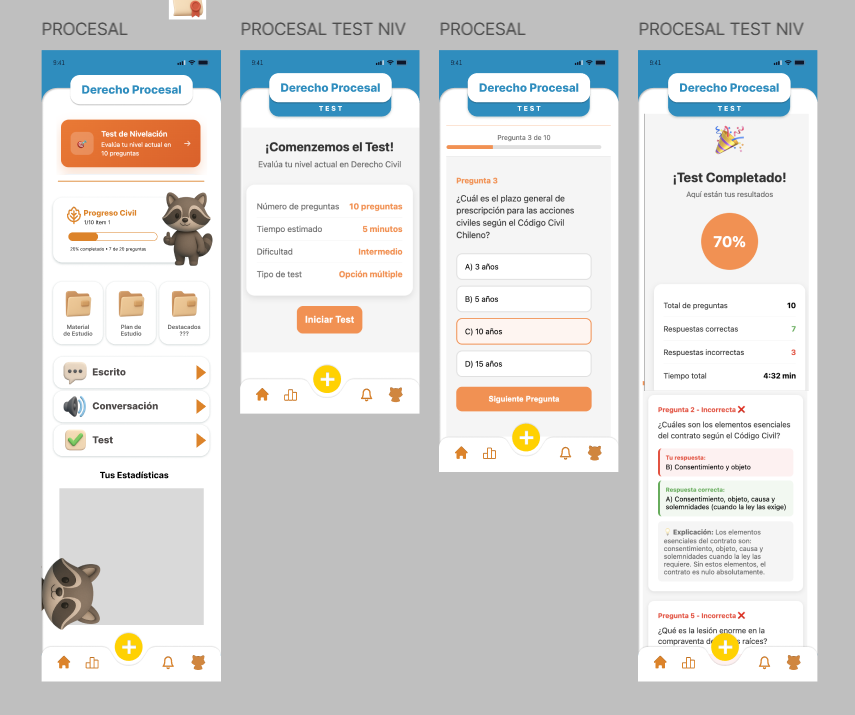 PROCESAL
9:41
Derecho Procesal
Test de Nivelación
Evalúa tu nivel actual en
10 preguntas
Progreso Civil
1/10 Item 1
20% completado • 7 de 20 preguntas
Material
de Estudio
Plan de
Estudio
Destacados
???
Escrito
Conversación
Test
Tus Estadísticas
PROCESAL TEST NIV
9:41
Derecho Procesal
TEST
¡Comenzemos el Test!
Evalúa tu nivel actual en Derecho Civil
Número de preguntas 10 preguntas
Tiempo estimado 5 minutos
Dificultad Intermedio
Tipo de test Opción múltiple
Iniciar Test
PROCESAL
9:41
Derecho Procesal
TEST
Pregunta 3 de 10
Pregunta 3
¿Cuál es el plazo general de
prescripción para las acciones
civiles según el Código Civil
Chileno?
A) 3 años
B) 5 años
C) 10 años
D) 15 años
Siguiente Pregunta
PROCESAL TEST NIV
9:41
Derecho Procesal
TEST
¡Test Completado!
Aquí están tus resultados
70%
Total de preguntas 10
Respuestas correctas 7
Respuestas incorrectas 3
Tiempo total 4:32 min
Pregunta 2 - Incorrecta
¿Cuáles son los elementos esenciales
del contrato según el Código Civil?
Tu respuesta:
B) Consentimiento y objeto
Respuesta correcta:
A) Consentimiento, objeto, causa y
solemnidades (cuando la ley las exige)
Explicación: Los elementos
esenciales del contrato son:
consentimiento, objeto, causa y
solemnidades cuando la ley las
requiere. Sin estos elementos, el
contrato es nulo absolutamente.
Pregunta 5 - Incorrecta
¿Qué es la lesión enorme en la
compraventa de raíces?